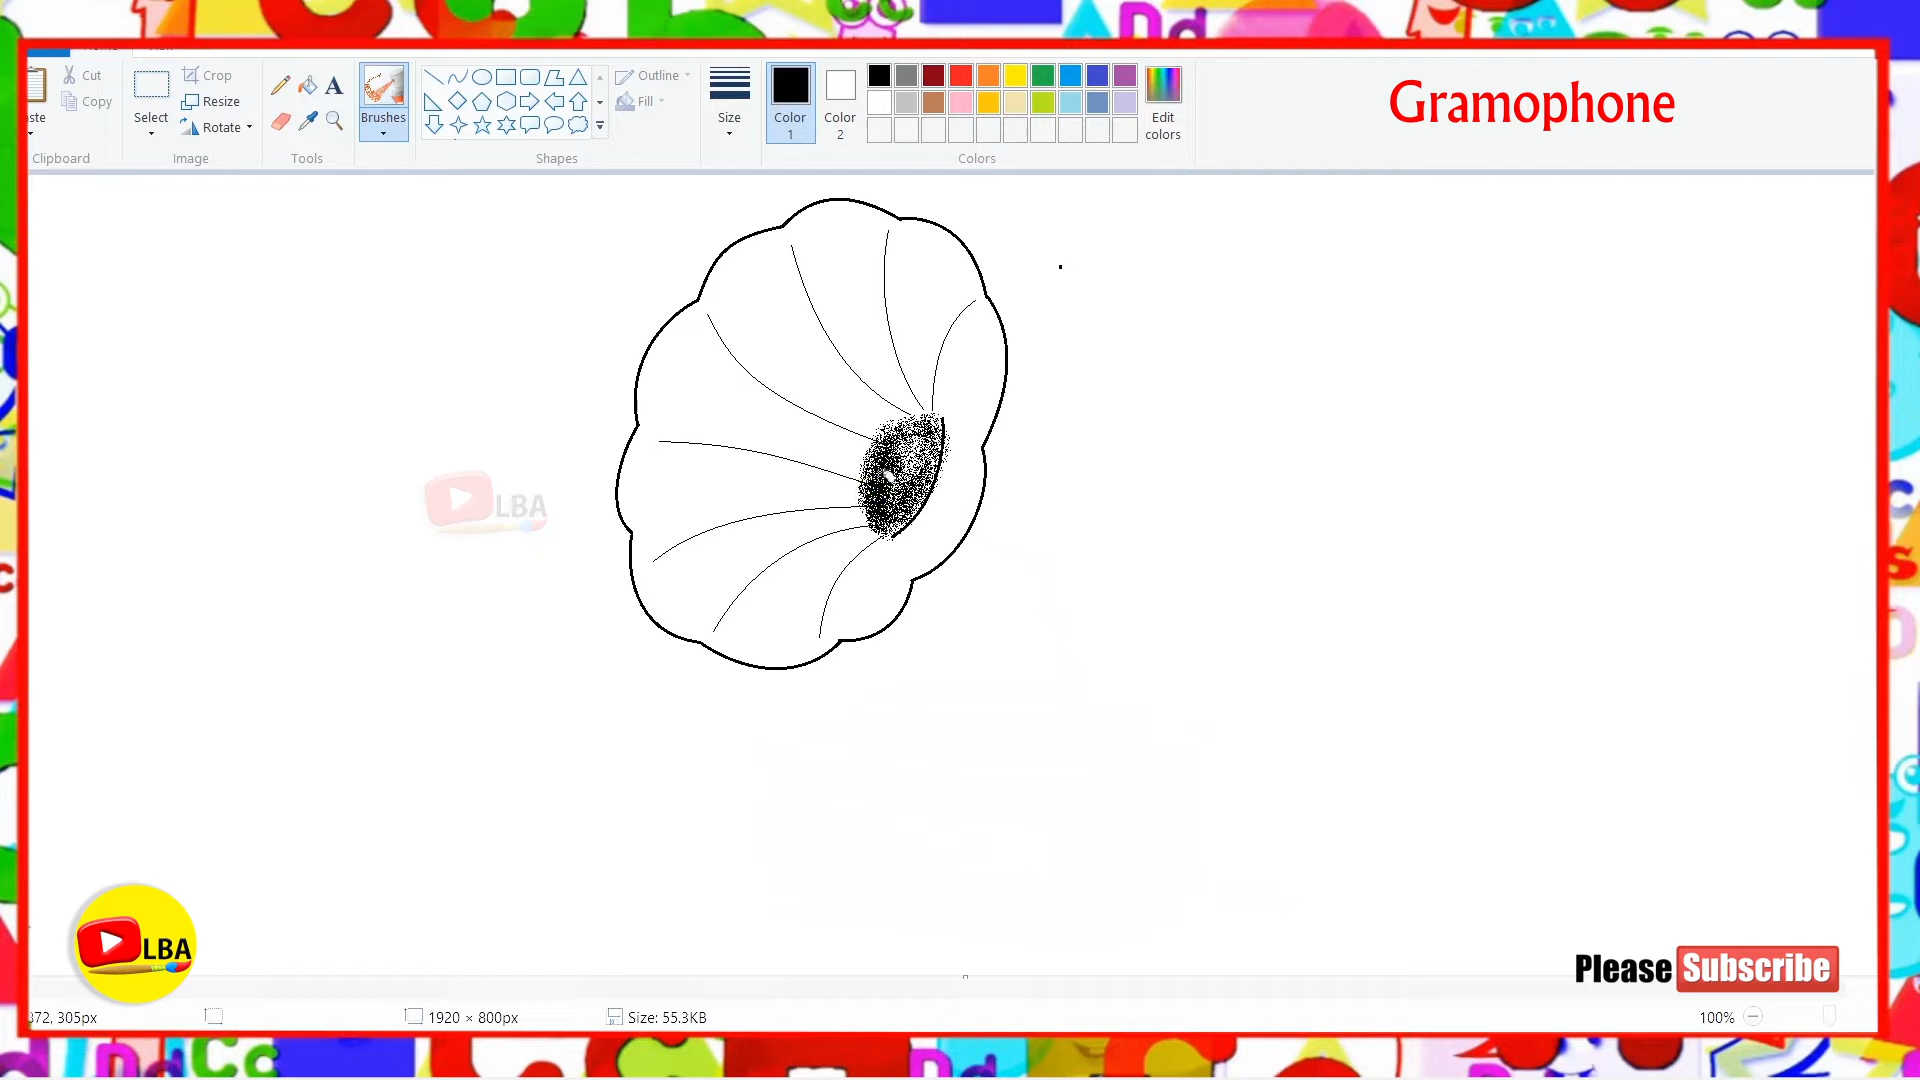 Cut
Copy
Clipboard
Crop
Resize
Rotate
Select
Image
A
Tools
Brushes
Shapes
Outline
Fill
Size
Color 1
Color 2
Edit colors
Colors
Gramophone
LBA
LBA
Please Subscribe
1920 × 800px
Size: 55.3KB
100%